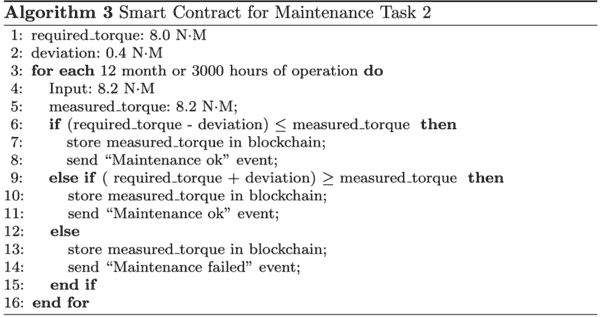 Algorithm 3 Smart Contract for Maintenance Task 2
1: required_torque: 8.0 N·M
2: deviation: 0.4 N·M
3: for each 12 month or 3000 hours of operation do
4: Input: 8.2 N·M
5: measured_torque: 8.2 N·M;
6: if (required_torque - deviation) ≤ measured_torque then
7: store measured_torque in blockchain;
8: send “Maintenance ok” event;
9: else if ( required_torque + deviation) ≥ measured_torque then
10: store measured_torque in blockchain;
11: send “Maintenance ok” event;
12: else
13: store measured_torque in blockchain;
14: send “Maintenance failed” event;
15: end if
16: end for